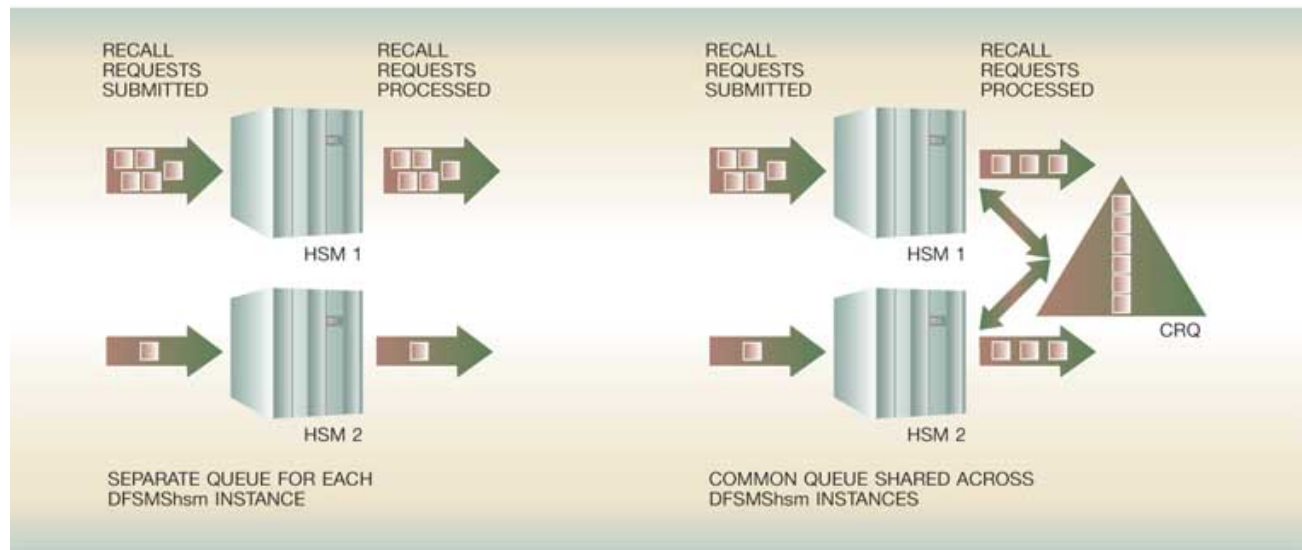 RECALL
REQUESTS
SUBMITTED
RECALL
REQUESTS
PROCESSED
HSM 1
HSM 2
SEPARATE QUEUE FOR EACH
DFSMShsm INSTANCE
RECALL
REQUESTS
SUBMITTED
RECALL
REQUESTS
PROCESSED
HSM 1
CRQ
HSM 2
COMMON QUEUE SHARED ACROSS
DFSMShsm INSTANCES